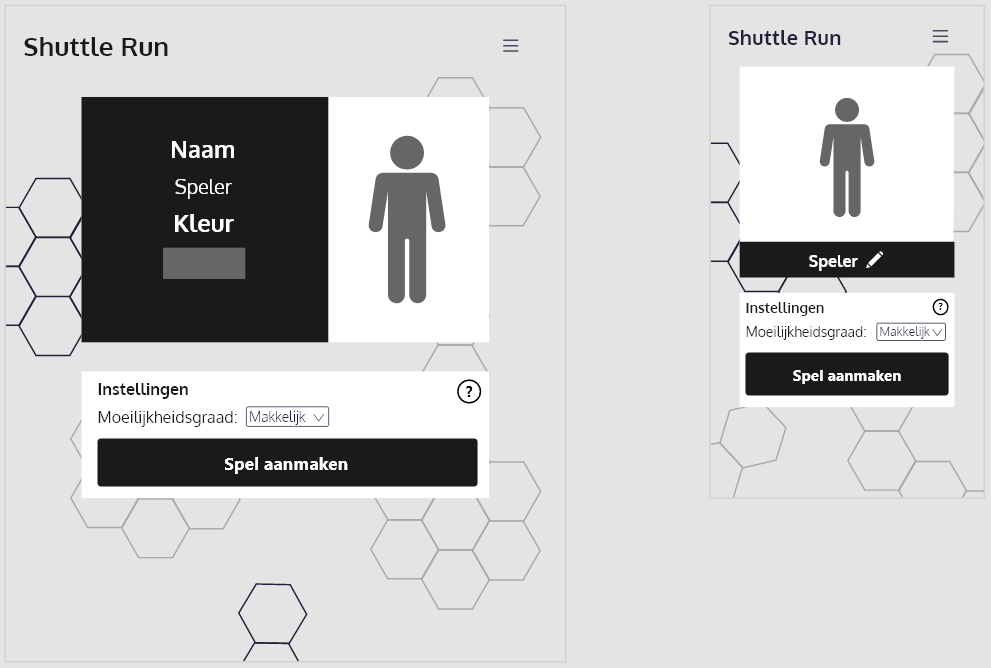 Shuttle Run
Naam
Speler
Kleur
Instellingen
?
Moeilijkheidsgraad: Makkelijk
Spel aanmaken
Shuttle Run
Speler
Instellingen
?
Moeilijkheidsgraad: Makkelijk
Spel aanmaken